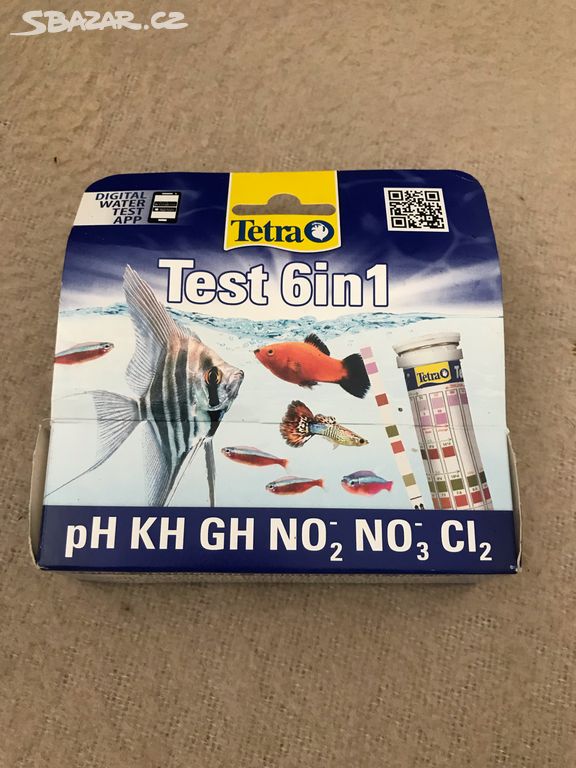 SBAZAR.CZ
DIGITAL
WATER
TEST
APP
Tetra
Test 6in1
Tetra
pH KH GH NO₂⁻ NO₃⁻ Cl₂